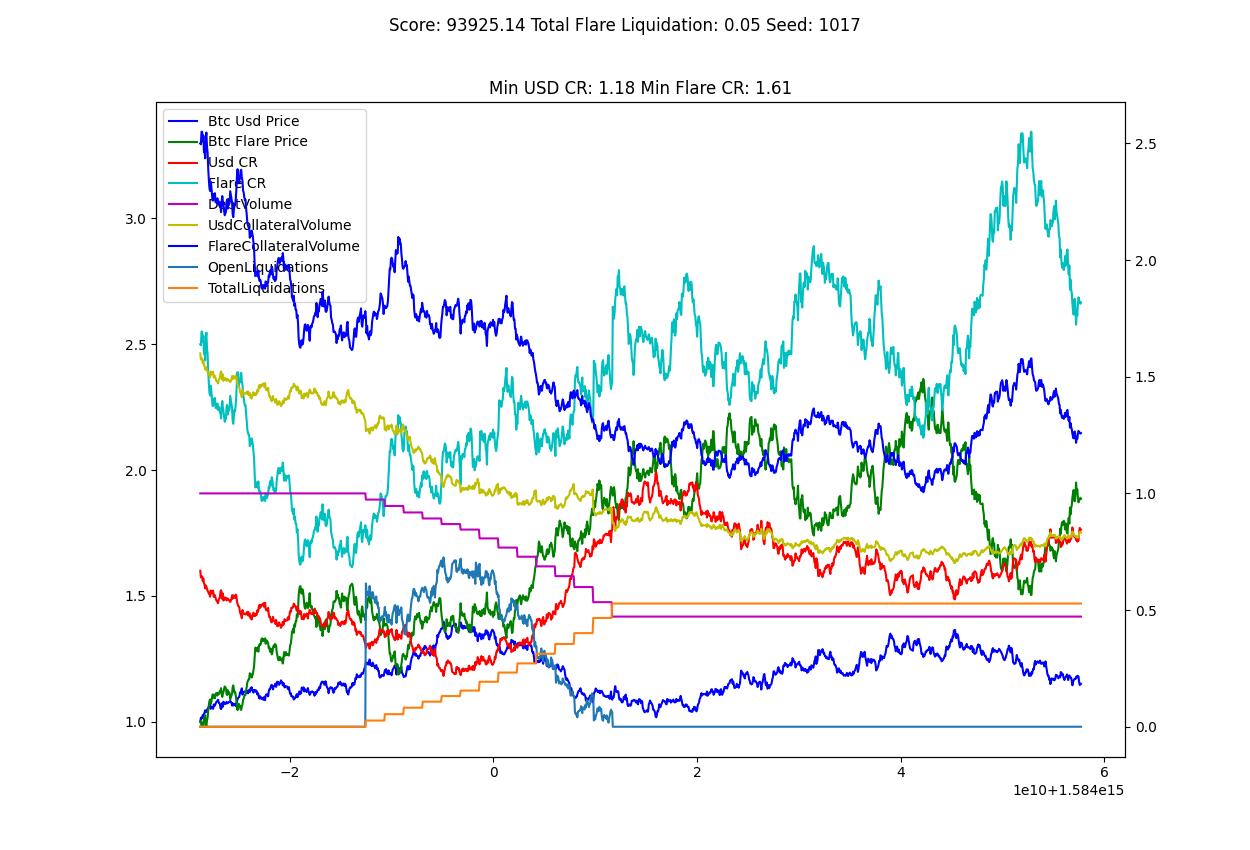 Score: 93925.14 Total Flare Liquidation: 0.05 Seed: 1017
Min USD CR: 1.18 Min Flare CR: 1.61
Btc Usd Price
Btc Flare Price
Usd CR
Flare CR
DebtVolume
UsdCollateralVolume
FlareCollateralVolume
OpenLiquidations
TotalLiquidations
3.0
2.5
2.0
1.5
1.0
2.5
2.0
1.5
1.0
0.5
0.0
−2
0
2
4
6
1e10+1.584e15